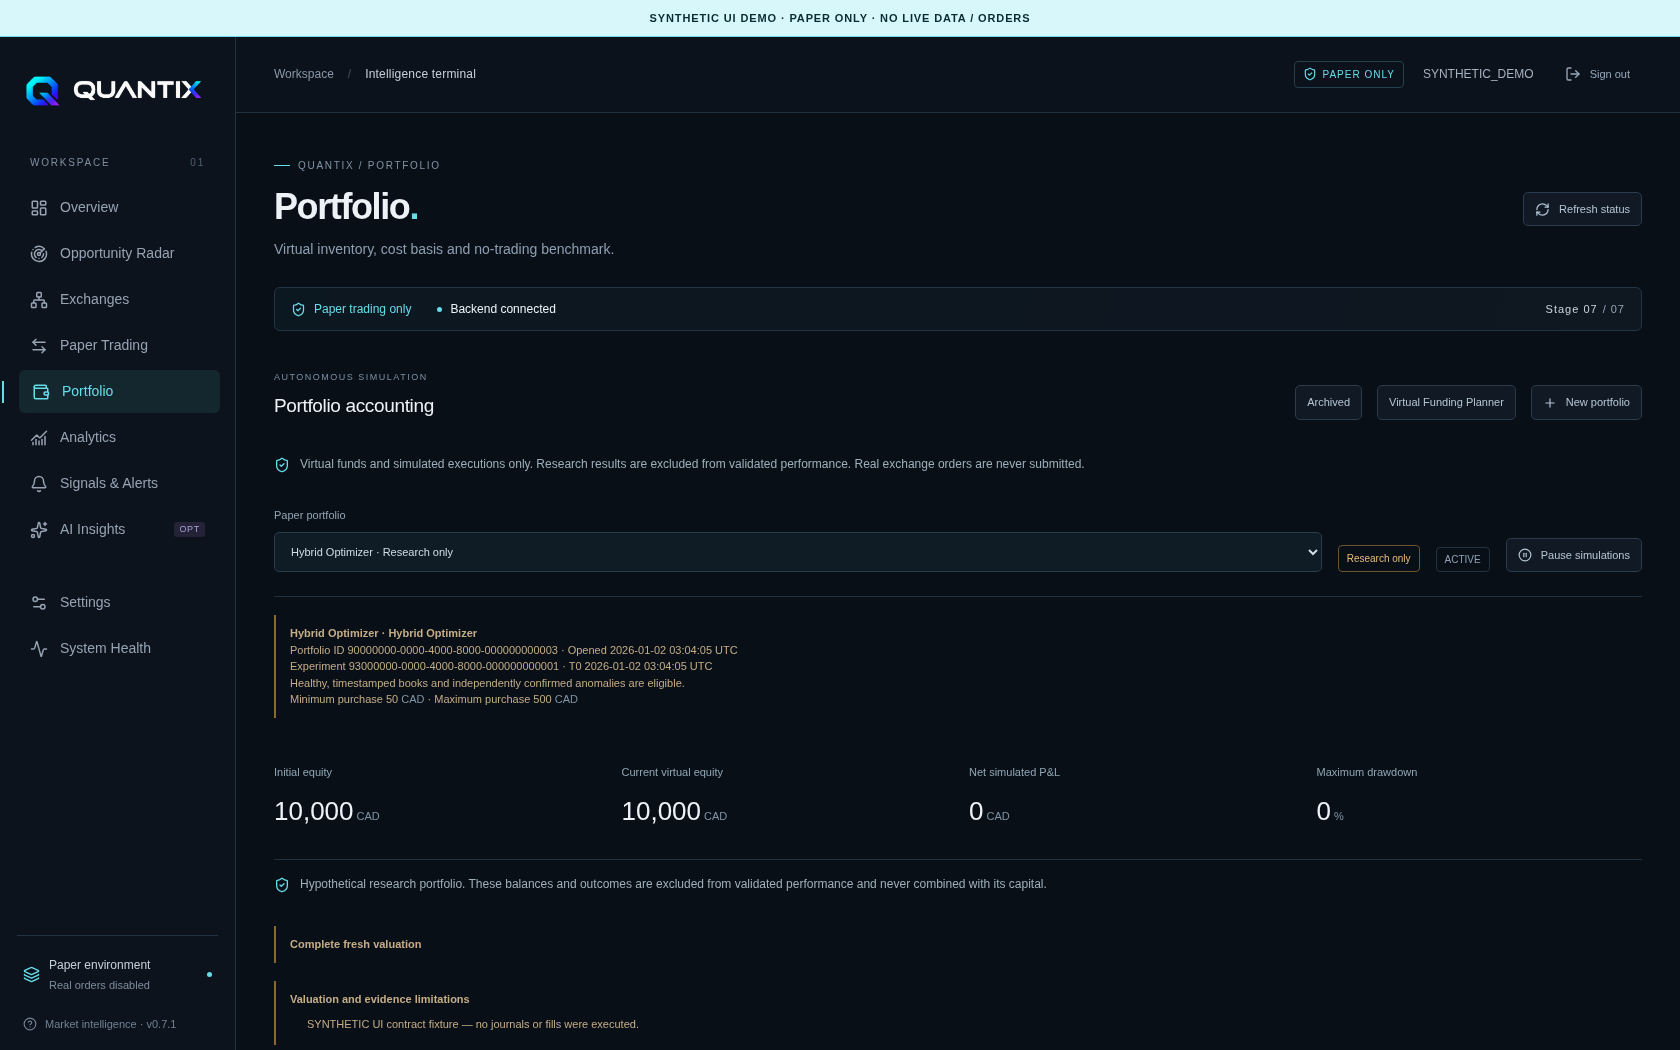 SYNTHETIC UI DEMO · PAPER ONLY · NO LIVE DATA / ORDERS
QUANTIX
Workspace / Intelligence terminal
PAPER ONLY
SYNTHETIC_DEMO
Sign out
WORKSPACE 01
Overview
Opportunity Radar
Exchanges
Paper Trading
Portfolio
Analytics
Signals & Alerts
AI Insights OPT
Settings
System Health
Paper environment
Real orders disabled
Market intelligence · v0.7.1
QUANTIX / PORTFOLIO
Portfolio.
Refresh status
Virtual inventory, cost basis and no-trading benchmark.
Paper trading only
Backend connected
Stage 07 / 07
AUTONOMOUS SIMULATION
Portfolio accounting
Archived
Virtual Funding Planner
New portfolio
Virtual funds and simulated executions only. Research results are excluded from validated performance. Real exchange orders are never submitted.
Paper portfolio
Hybrid Optimizer · Research only
Research only
ACTIVE
Pause simulations
Hybrid Optimizer · Hybrid Optimizer
Portfolio ID 90000000-0000-4000-8000-000000000003 · Opened 2026-01-02 03:04:05 UTC
Experiment 93000000-0000-4000-8000-000000000001 · T0 2026-01-02 03:04:05 UTC
Healthy, timestamped books and independently confirmed anomalies are eligible.
Minimum purchase 50 CAD · Maximum purchase 500 CAD
Initial equity
10,000 CAD
Current virtual equity
10,000 CAD
Net simulated P&L
0 CAD
Maximum drawdown
0 %
Hypothetical research portfolio. These balances and outcomes are excluded from validated performance and never combined with its capital.
Complete fresh valuation
Valuation and evidence limitations
SYNTHETIC UI contract fixture — no journals or fills were executed.